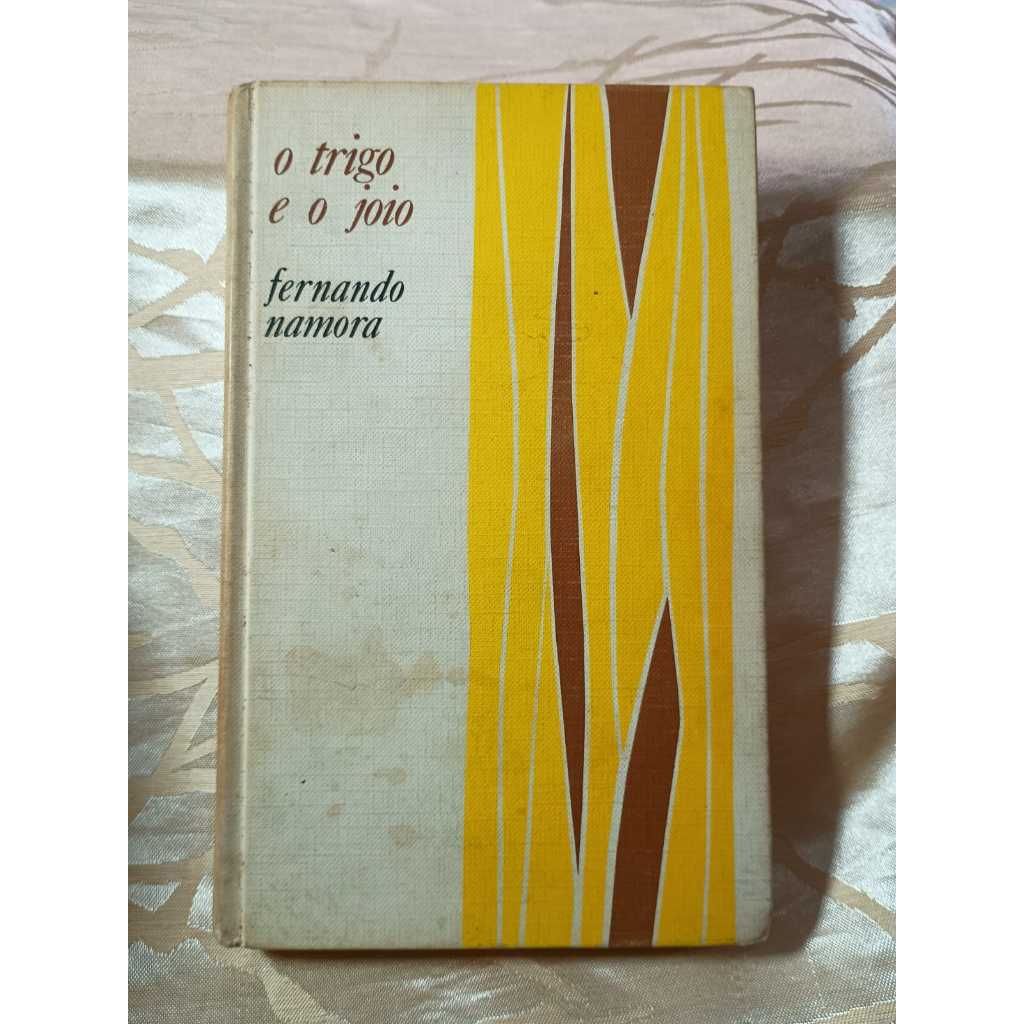 o trigo
e o joio
fernando
namora